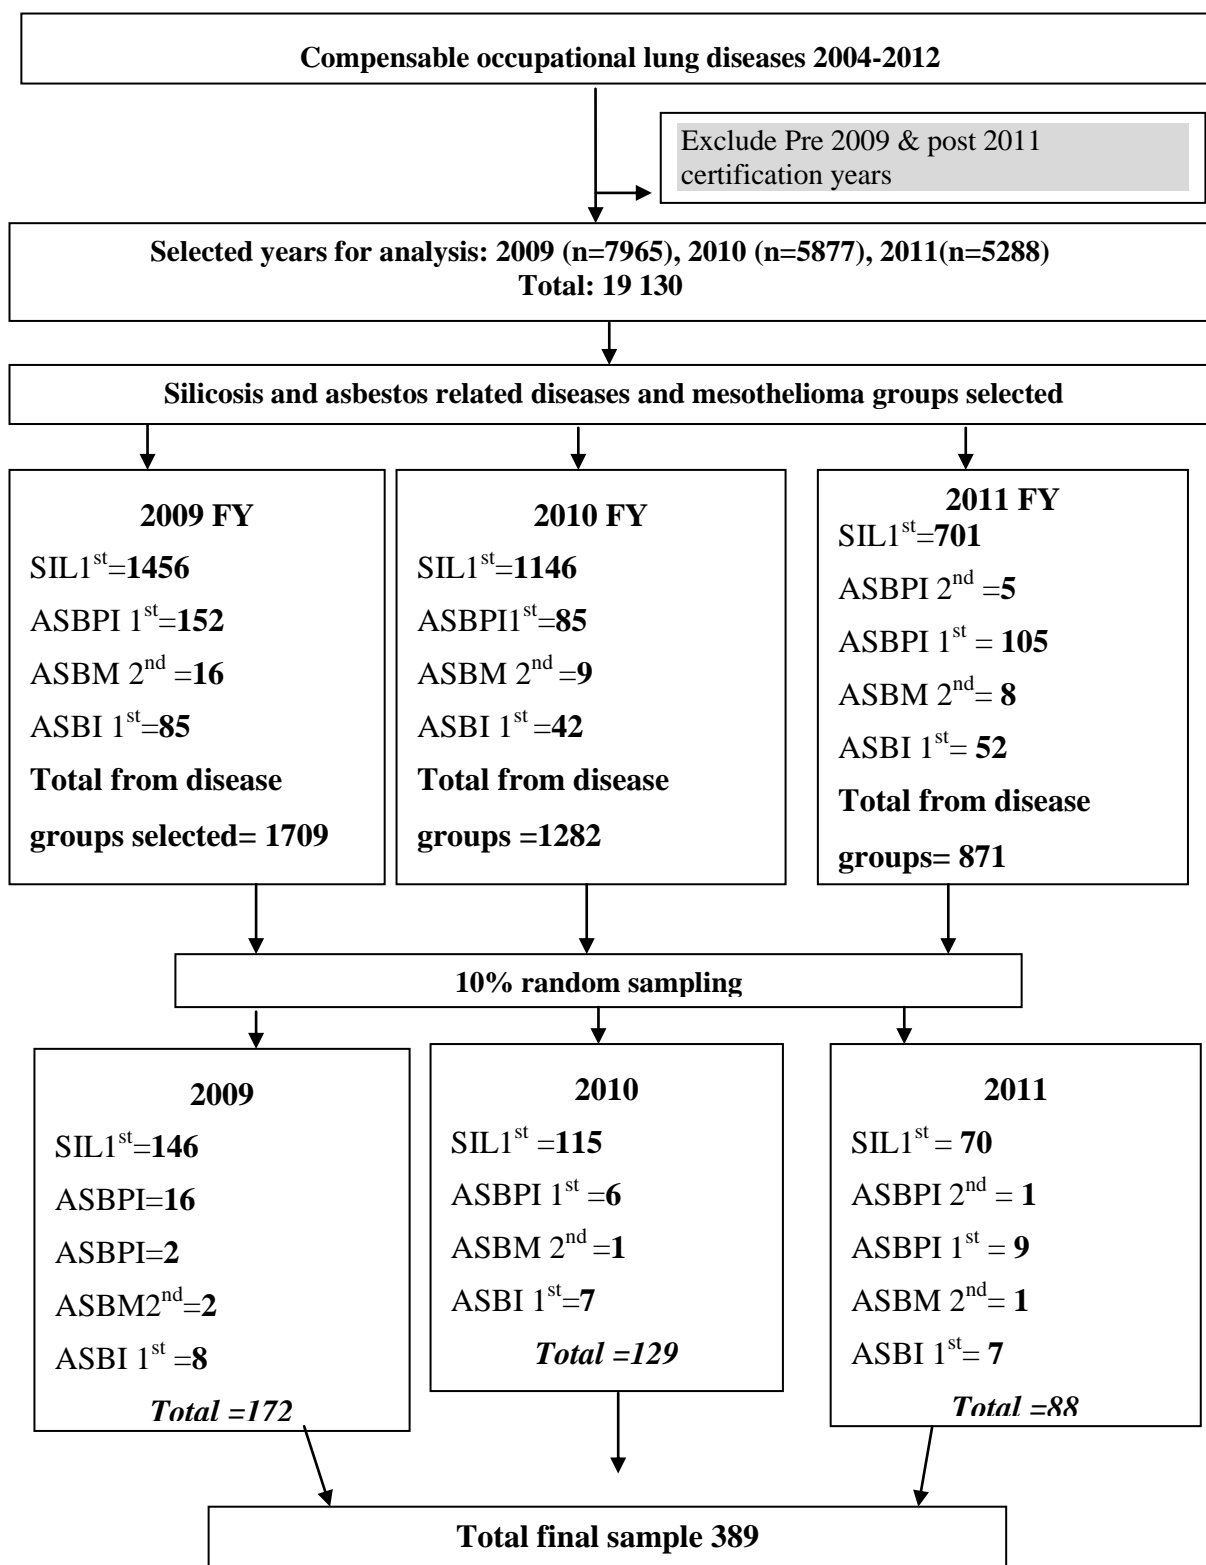 Compensable occupational lung diseases 2004-2012
Exclude Pre 2009 & post 2011
certification years
Selected years for analysis: 2009 (n=7965), 2010 (n=5877), 2011(n=5288)
Total: 19 130
Silicosis and asbestos related diseases and mesothelioma groups selected
2009 FY
SIL1st=1456
ASBPI 1st=152
ASBM 2nd =16
ASBI 1st=85
Total from disease
groups selected= 1709
2010 FY
SIL1st=1146
ASBPI1st=85
ASBM 2nd =9
ASBI 1st=42
Total from disease
groups =1282
2011 FY
SIL1st=701
ASBPI 2nd =5
ASBPI 1st = 105
ASBM 2nd= 8
ASBI 1st= 52
Total from disease
groups= 871
10% random sampling
2009
SIL1st=146
ASBPI=16
ASBPI=2
ASBM2nd=2
ASBI 1st =8
Total =172
2010
SIL1st =115
ASBPI 1st =6
ASBM 2nd =1
ASBI 1st=7
Total =129
2011
SIL1st = 70
ASBPI 2nd = 1
ASBPI 1st = 9
ASBM 2nd= 1
ASBI 1st= 7
Total =88
Total final sample 389